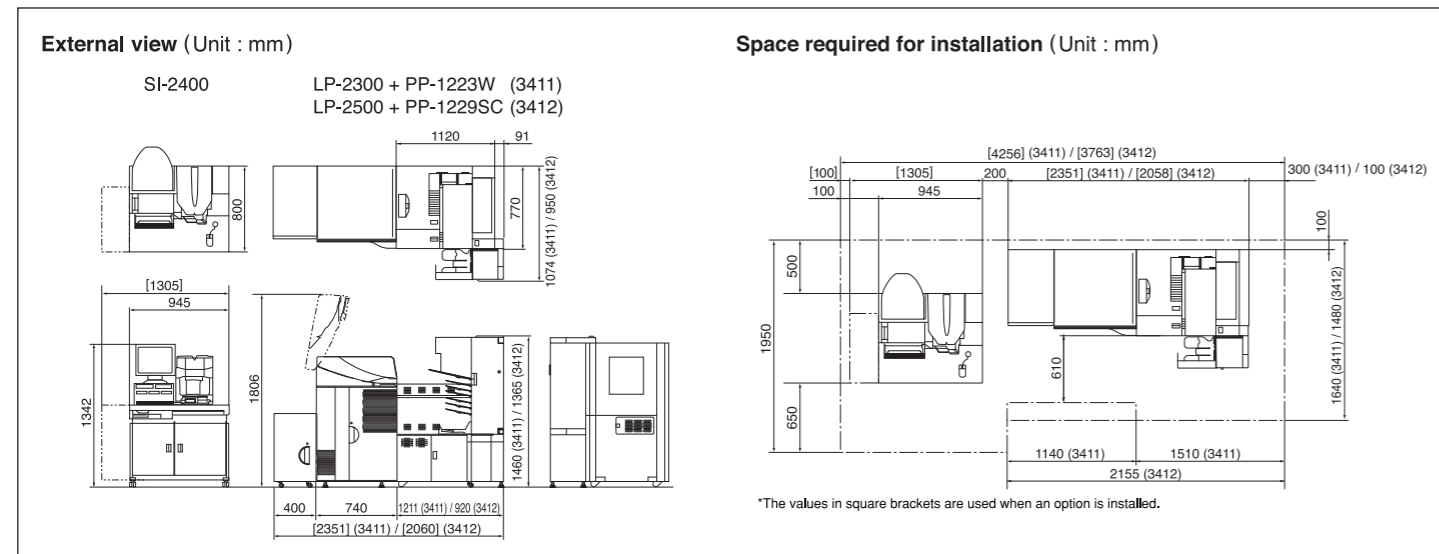 External view (Unit : mm)
SI-2400
LP-2300 + PP-1223W (3411)
LP-2500 + PP-1229SC (3412)
1120
91
800
770
1074 (3411) / 950 (3412)
[1305]
945
1342
1806
1460 (3411) / 1365 (3412)
400
740
1211 (3411) / 920 (3412)
[2351] (3411) / [2060] (3412)
Space required for installation (Unit : mm)
[4256] (3411) / [3763] (3412)
[100]
[1305]
200
[2351] (3411) / [2058] (3412)
300 (3411) / 100 (3412)
100
945
100
500
1950
650
610
1640 (3411) / 1480 (3412)
1140 (3411)
1510 (3411)
2155 (3412)
*The values in square brackets are used when an option is installed.